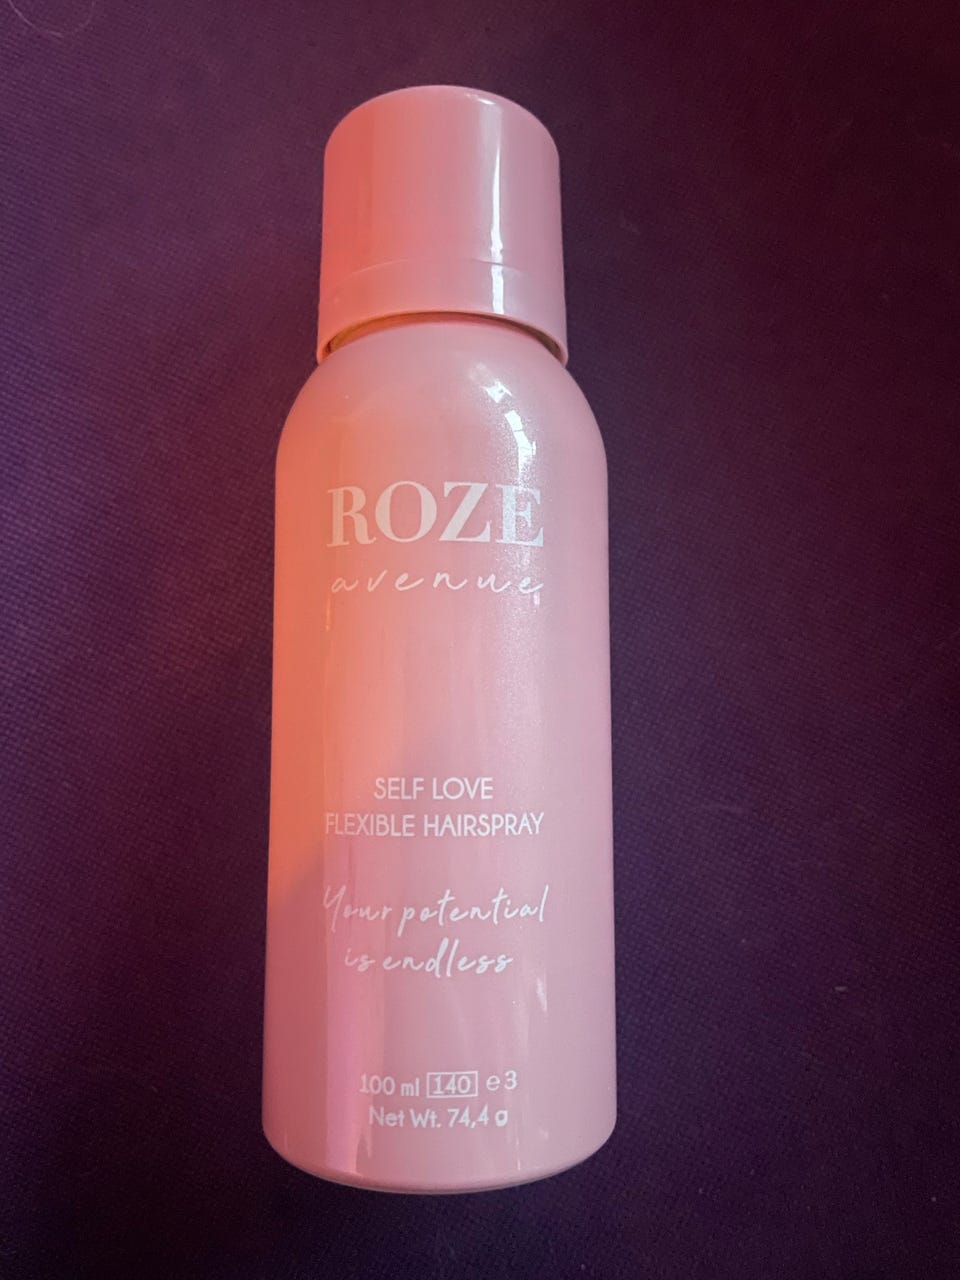 ROZE
avenue
SELF LOVE
FLEXIBLE HAIRSPRAY
Your potential
is endless
100 ml 140 e3
Net Wt. 74,4 g